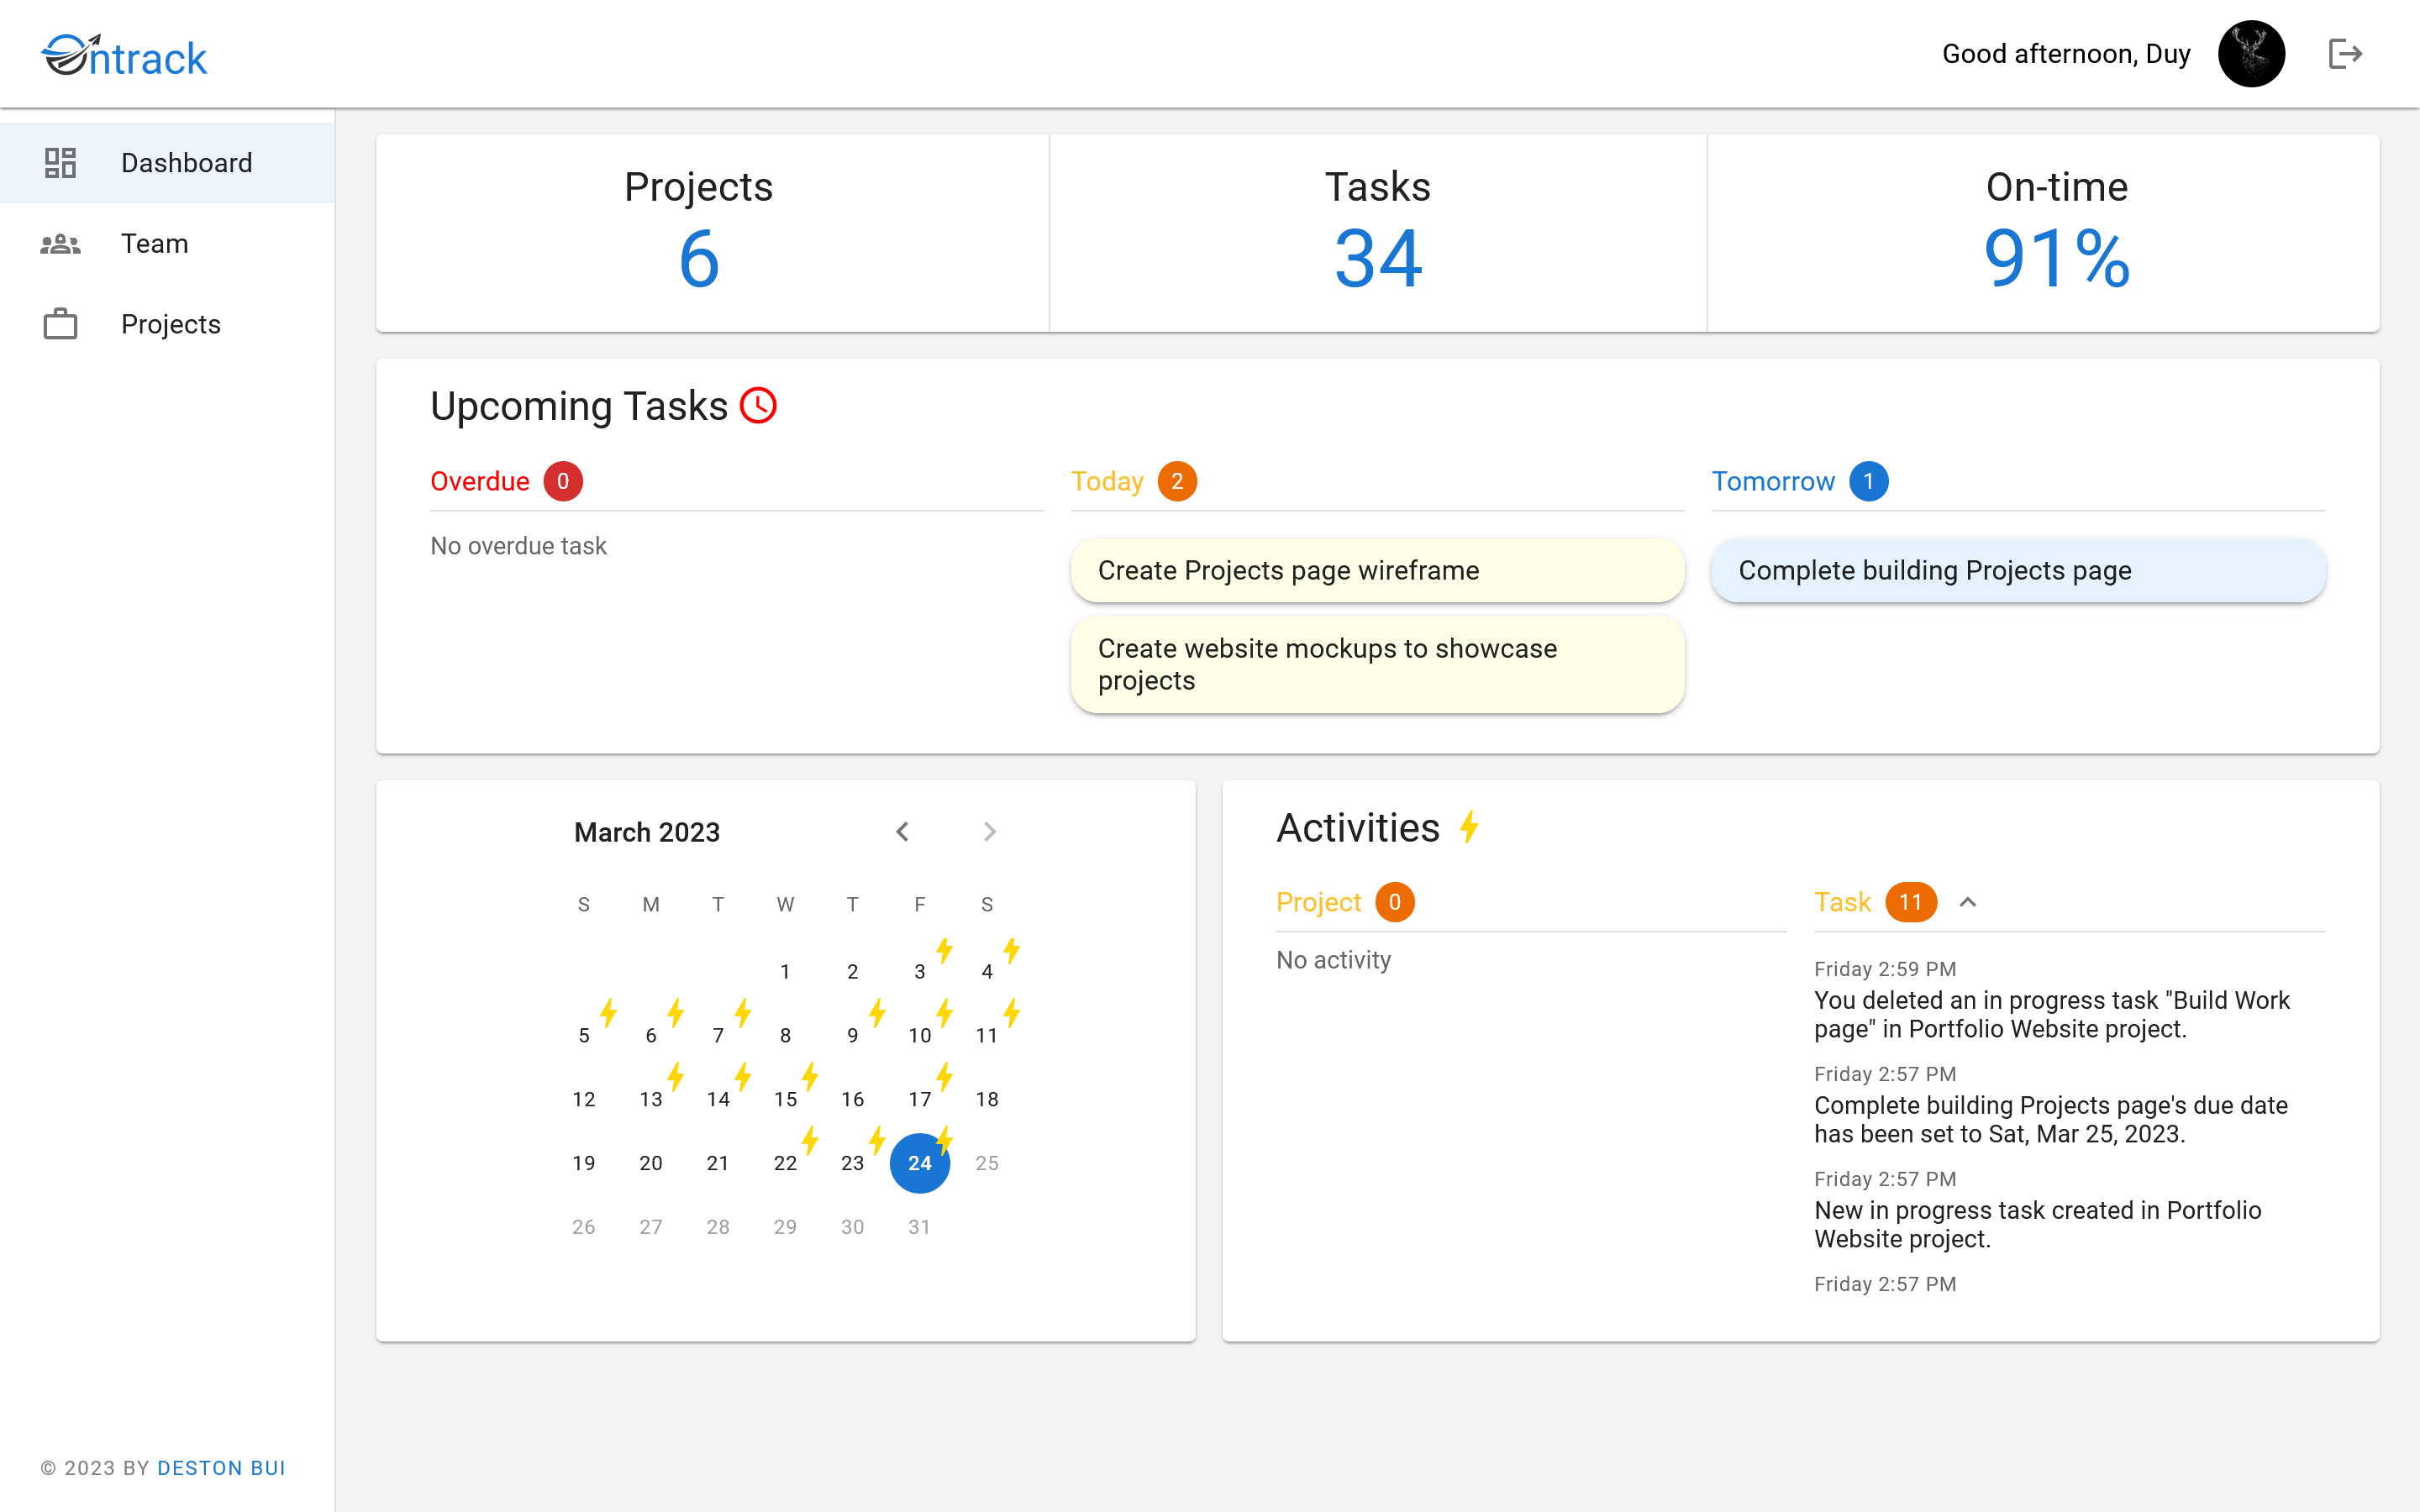 Ontrack
Good afternoon, Duy
Dashboard
Team
Projects
© 2023 BY DESTON BUI
Projects
6
Tasks
34
On-time
91%
Upcoming Tasks
Overdue 0
No overdue task
Today 2
Create Projects page wireframe
Create website mockups to showcase
projects
Tomorrow 1
Complete building Projects page
March 2023
S M T W T F S
1 2 3 4
5 6 7 8 9 10 11
12 13 14 15 16 17 18
19 20 21 22 23 24 25
26 27 28 29 30 31
Activities
Project 0
No activity
Task 11
Friday 2:59 PM
You deleted an in progress task "Build Work
page" in Portfolio Website project.
Friday 2:57 PM
Complete building Projects page's due date
has been set to Sat, Mar 25, 2023.
Friday 2:57 PM
New in progress task created in Portfolio
Website project.
Friday 2:57 PM